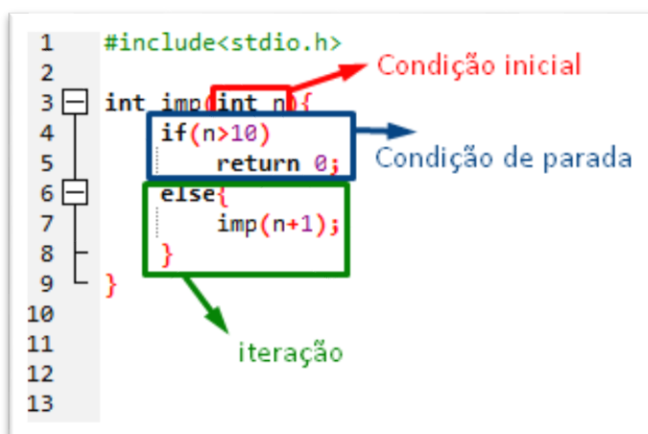 1 #include<stdio.h>
Condição inicial
2
3 int imp(int n){
4 if(n>10)
Condição de parada
5 return 0;
6 else{
7 imp(n+1);
8 }
9 }
10
11
iteração
12
13